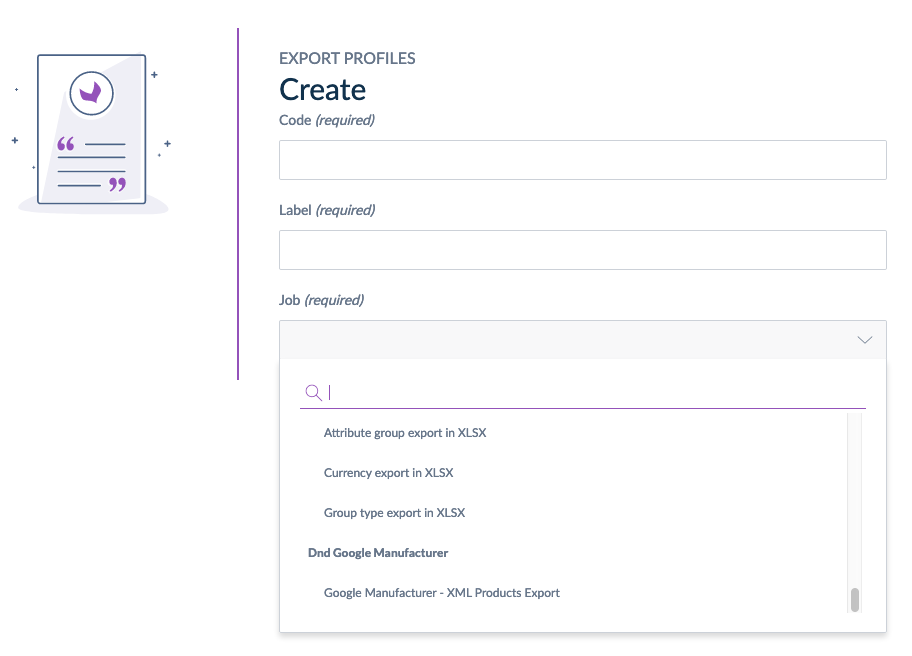 EXPORT PROFILES
Create
Code (required)
Label (required)
Job (required)
Attribute group export in XLSX
Currency export in XLSX
Group type export in XLSX
Dnd Google Manufacturer
Google Manufacturer - XML Products Export